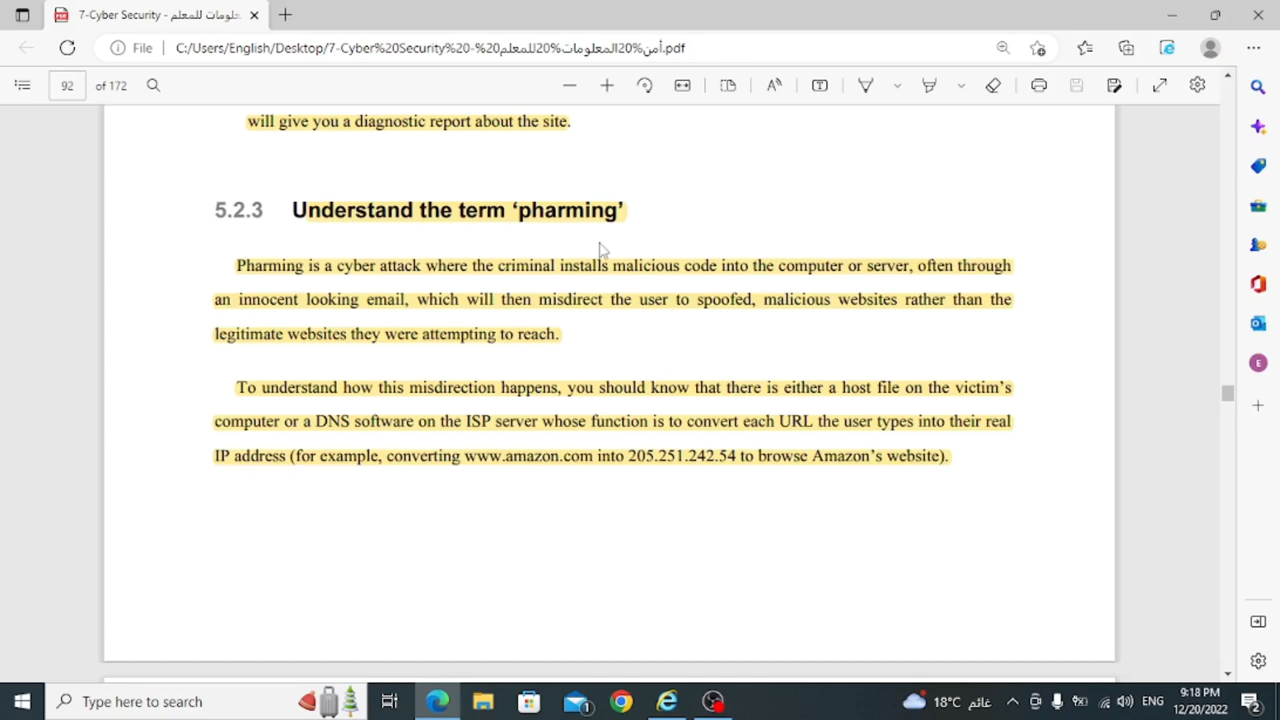 7-Cyber Security - أمن المعلومات للمعلم
File
C:/Users/English/Desktop/7-Cyber%20Security%20-%20أمن%20المعلومات%20للمعلم.pdf
92 of 172
will give you a diagnostic report about the site.
5.2.3 Understand the term ‘pharming’
Pharming is a cyber attack where the criminal installs malicious code into the computer or server, often through
an innocent looking email, which will then misdirect the user to spoofed, malicious websites rather than the
legitimate websites they were attempting to reach.
To understand how this misdirection happens, you should know that there is either a host file on the victim’s
computer or a DNS software on the ISP server whose function is to convert each URL the user types into their real
IP address (for example, converting www.amazon.com into 205.251.242.54 to browse Amazon’s website).
E
Type here to search
1
18°C غائم
ENG
9:18 PM
12/20/2022
2